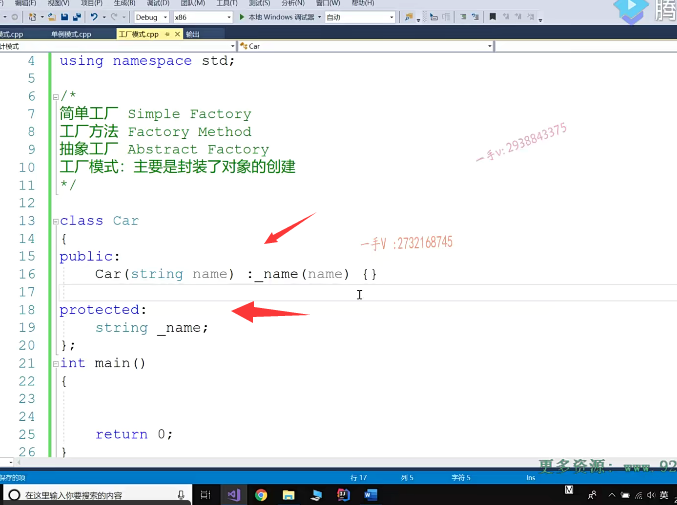 编辑(E) 视图(V) 项目(P) 生成(B) 调试(D) 团队(M) 工具(T) 测试(S) 分析(N) 窗口(W) 帮助(H)
Debug x86 本地 Windows 调试器 自动
模式.cpp 单例模式.cpp 工厂模式.cpp 输出
计模式 Car
4 using namespace std;
5
6 /*
7 简单工厂 Simple Factory
8 工厂方法 Factory Method
9 抽象工厂 Abstract Factory
10 工厂模式：主要是封装了对象的创建
11 */
12
13 class Car
14 {
15 public:
16 Car(string name) :_name(name) {}
17
18 protected:
19 string _name;
20 };
21 int main()
22 {
23
24
25 return 0;
26 }
一手v:2938843375
一手V :2732168745
更多资源：www.92
保存的项 行 17 列 5 字符 5 Ins
在这里输入你要搜索的内容
英